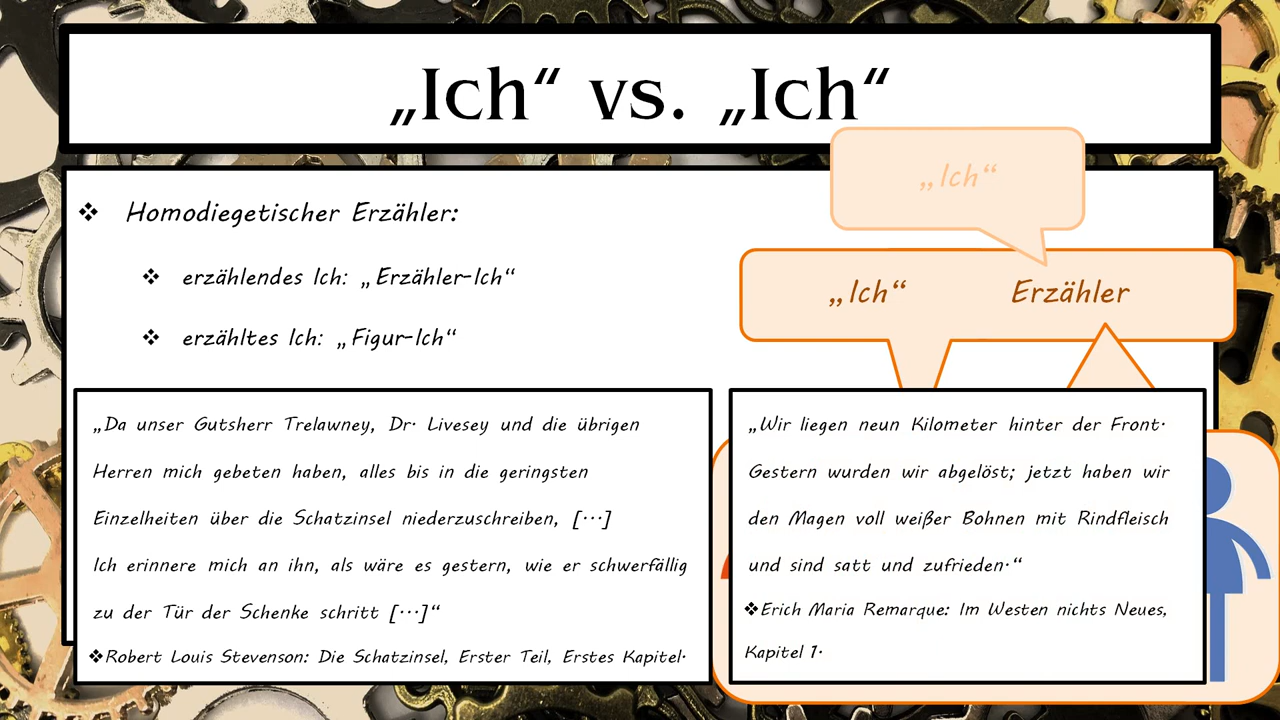 „Ich“ vs. „Ich“
„Ich“
❖ Homodiegetischer Erzähler:
❖ erzählendes Ich: „Erzähler-Ich“
❖ erzähltes Ich: „Figur-Ich“
„Ich“ Erzähler
„Da unser Gutsherr Trelawney, Dr. Livesey und die übrigen
Herren mich gebeten haben, alles bis in die geringsten
Einzelheiten über die Schatzinsel niederzuschreiben, [...]
Ich erinnere mich an ihn, als wäre es gestern, wie er schwerfällig
zu der Tür der Schenke schritt [...]“
❖Robert Louis Stevenson: Die Schatzinsel, Erster Teil, Erstes Kapitel.
„Wir liegen neun Kilometer hinter der Front.
Gestern wurden wir abgelöst; jetzt haben wir
den Magen voll weißer Bohnen mit Rindfleisch
und sind satt und zufrieden.“
❖Erich Maria Remarque: Im Westen nichts Neues,
Kapitel 1.